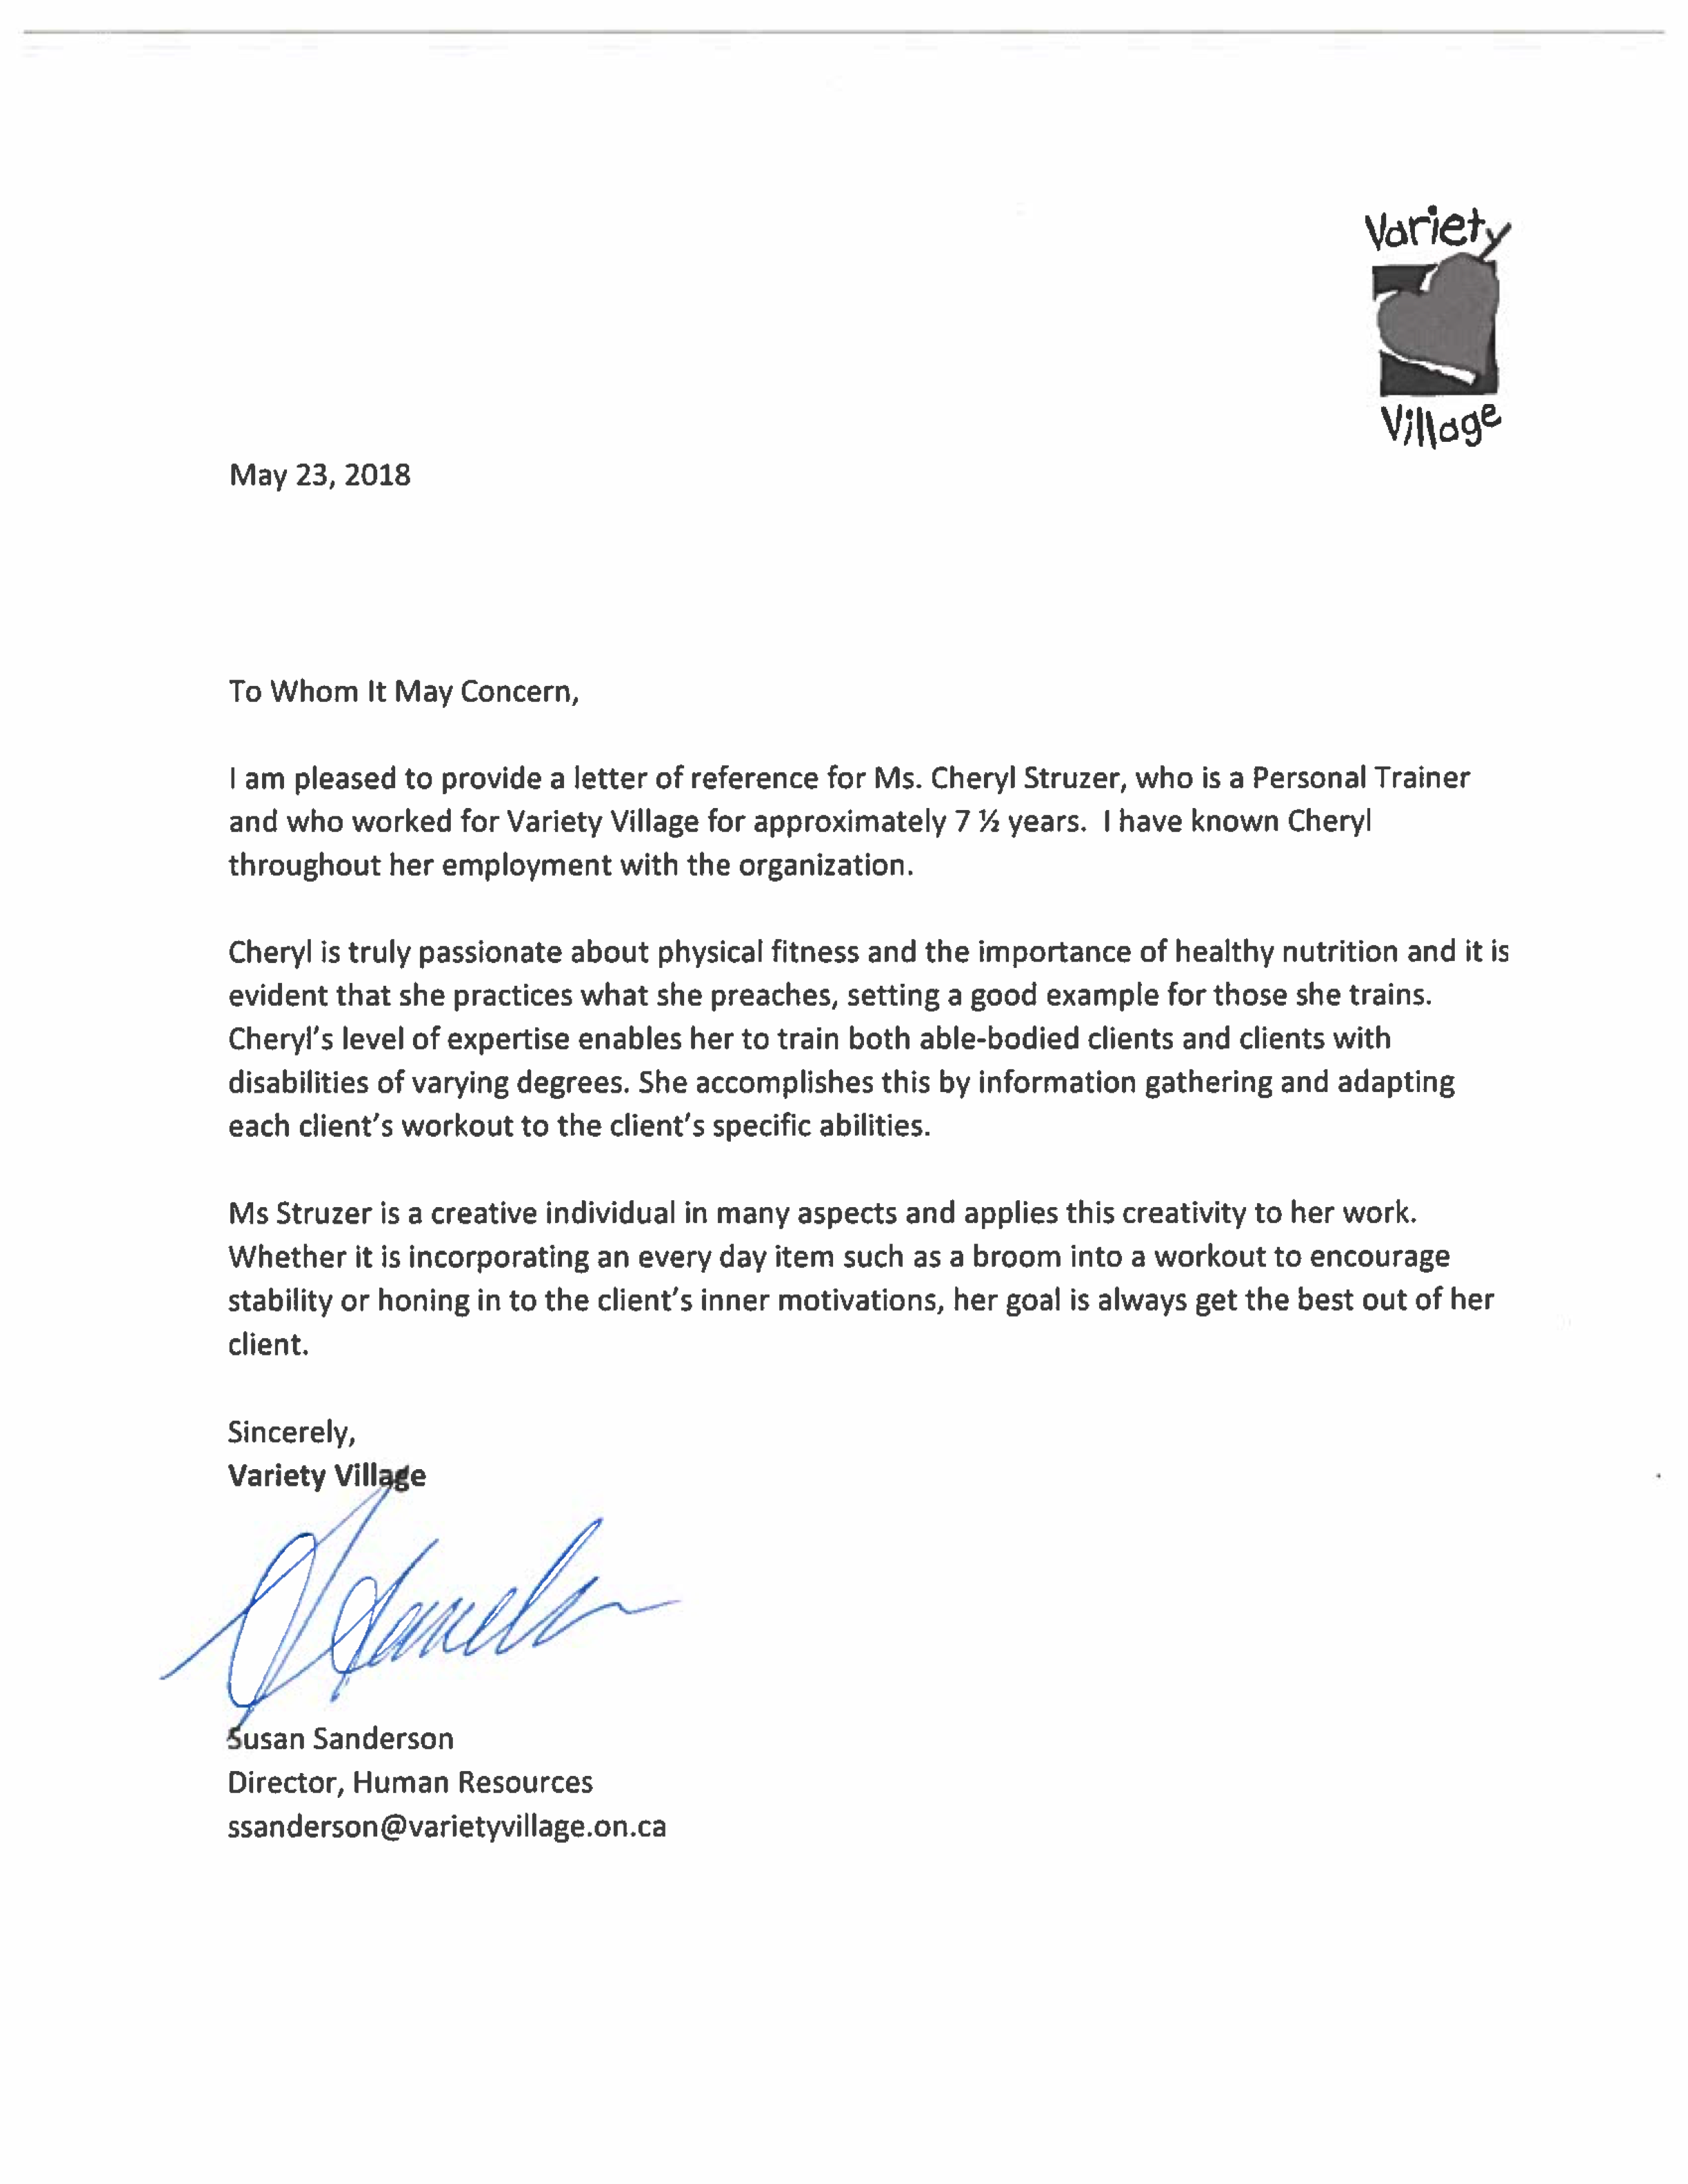 Variety
Village
May 23, 2018
To Whom It May Concern,
I am pleased to provide a letter of reference for Ms. Cheryl Struzer, who is a Personal Trainer
and who worked for Variety Village for approximately 7 ½ years.  I have known Cheryl
throughout her employment with the organization.
Cheryl is truly passionate about physical fitness and the importance of healthy nutrition and it is
evident that she practices what she preaches, setting a good example for those she trains.
Cheryl's level of expertise enables her to train both able-bodied clients and clients with
disabilities of varying degrees. She accomplishes this by information gathering and adapting
each client's workout to the client's specific abilities.
Ms Struzer is a creative individual in many aspects and applies this creativity to her work.
Whether it is incorporating an every day item such as a broom into a workout to encourage
stability or honing in to the client's inner motivations, her goal is always get the best out of her
client.
Sincerely,
Variety Village
Susan Sanderson
Director, Human Resources
ssanderson@varietyvillage.on.ca